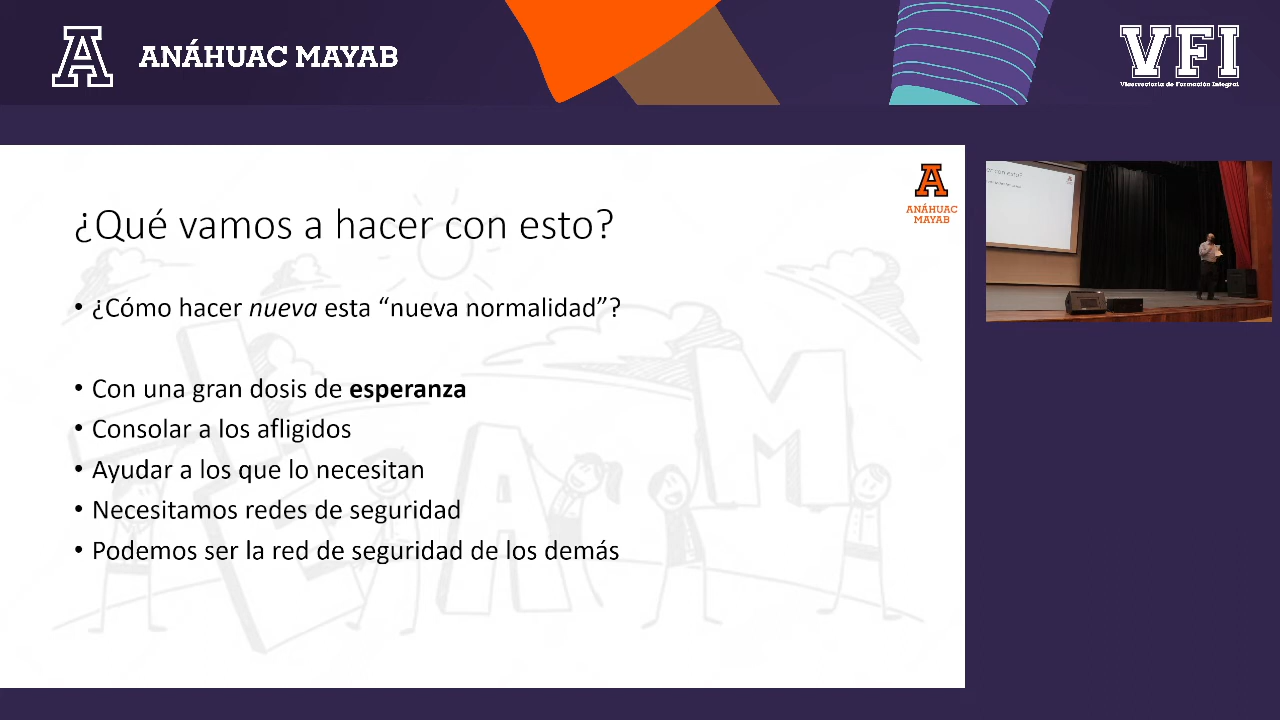 ANÁHUAC MAYAB
VFI
Vicerrectoría de Formación Integral
ANÁHUAC
MAYAB
¿Qué vamos a hacer con esto?
• ¿Cómo hacer nueva esta “nueva normalidad”?
• Con una gran dosis de esperanza
• Consolar a los afligidos
• Ayudar a los que lo necesitan
• Necesitamos redes de seguridad
• Podemos ser la red de seguridad de los demás
TEAM